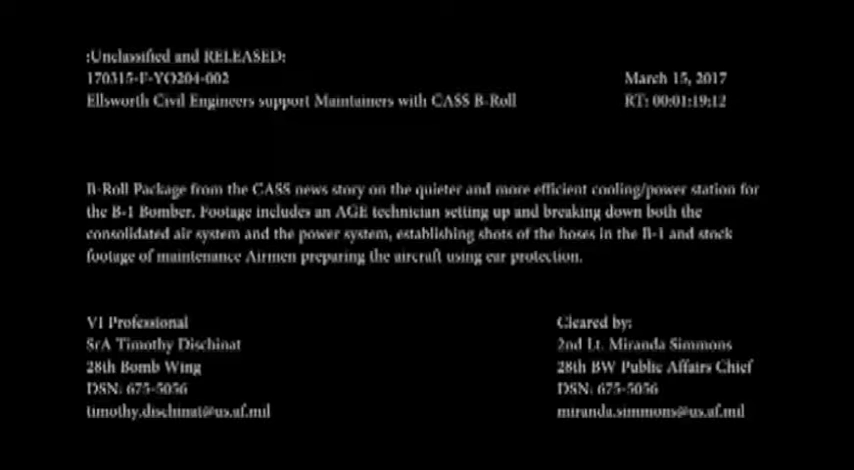 :Unclassified and RELEASED:
170315-F-YO204-002
March 15, 2017
Ellsworth Civil Engineers support Maintainers with CASS B-Roll
RT: 00:01:19:12
B-Roll Package from the CASS news story on the quieter and more efficient cooling/power station for
the B-1 Bomber. Footage includes an AGE technician setting up and breaking down both the
consolidated air system and the power system, establishing shots of the hoses in the B-1 and stock
footage of maintenance Airmen preparing the aircraft using ear protection.
VI Professional
SrA Timothy Dischinat
28th Bomb Wing
DSN: 675-5056
timothy.dischinat@us.af.mil
Cleared by:
2nd Lt. Miranda Simmons
28th BW Public Affairs Chief
DSN: 675-5056
miranda.simmons@us.af.mil